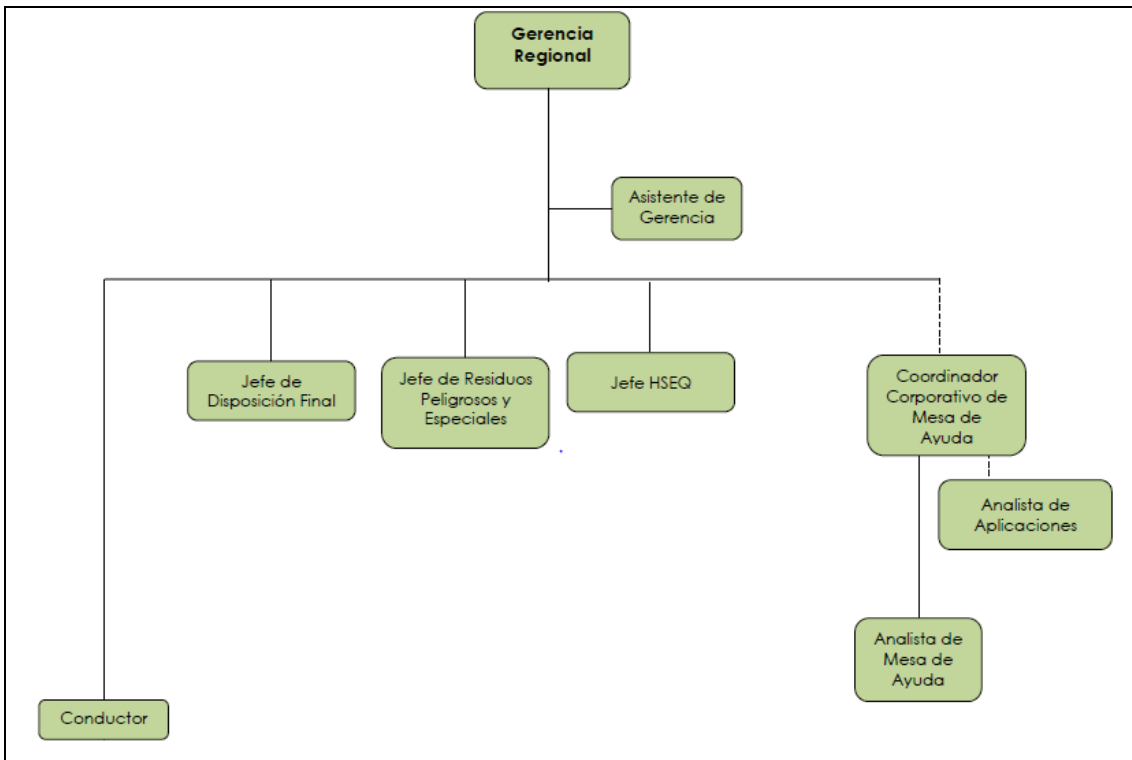 Gerencia
Regional
Asistente de
Gerencia
Jefe de
Disposición Final
Jefe de Residuos
Peligrosos y
Especiales
Jefe HSEQ
Coordinador
Corporativo de
Mesa de
Ayuda
Analista de
Aplicaciones
Analista de
Mesa de
Ayuda
Conductor